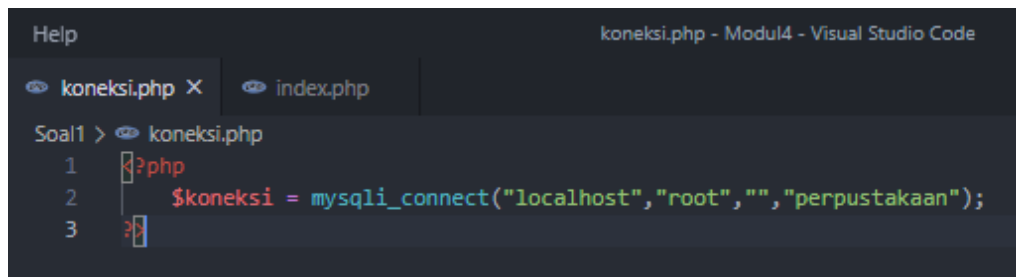 Help koneksi.php - Modul4 - Visual Studio Code
koneksi.php × index.php
Soal1 > koneksi.php
1 <?php
2 $koneksi = mysqli_connect("localhost","root","","perpustakaan");
3 ?>